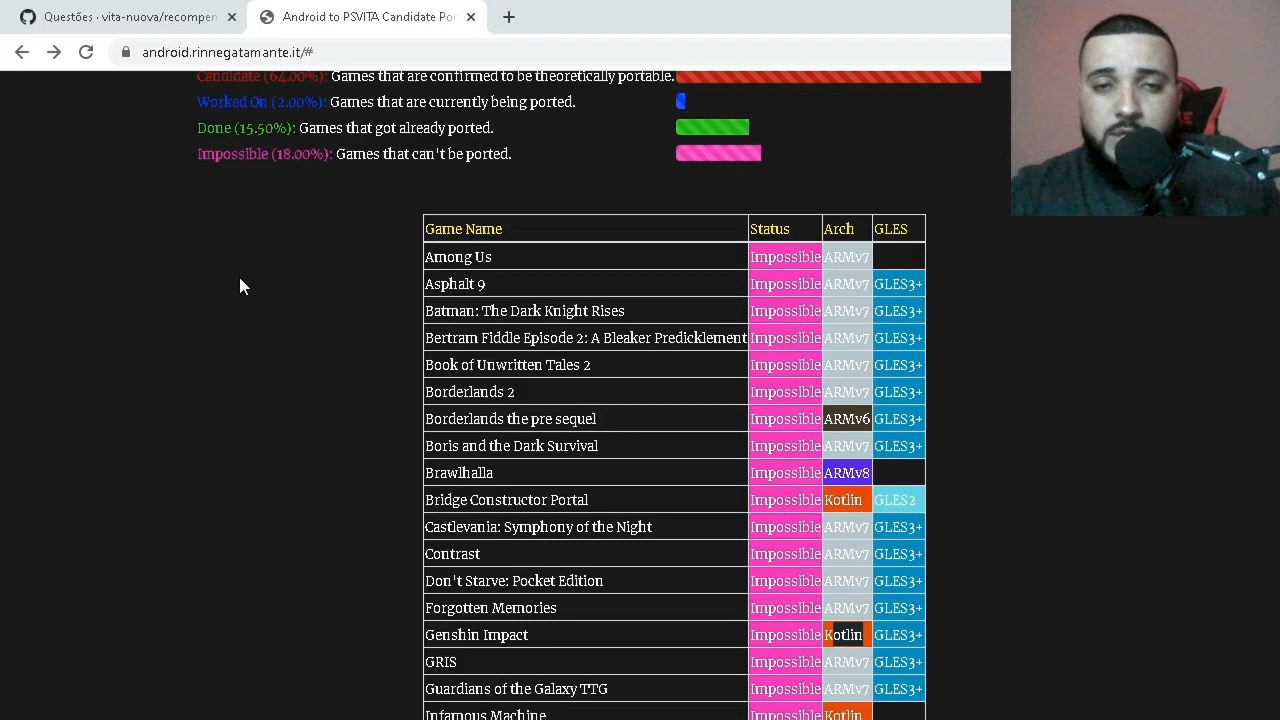 Questões · vita-nuova/recompen
Android to PSVITA Candidate Por
android.rinnegatamante.it/#
Candidate (64.00%): Games that are confirmed to be theoretically portable.
Worked On (2.00%): Games that are currently being ported.
Done (15.50%): Games that got already ported.
Impossible (18.00%): Games that can't be ported.
Game Name Status Arch GLES
Among Us Impossible ARMv7
Asphalt 9 Impossible ARMv7 GLES3+
Batman: The Dark Knight Rises Impossible ARMv7 GLES3+
Bertram Fiddle Episode 2: A Bleaker Predicklement Impossible ARMv7 GLES3+
Book of Unwritten Tales 2 Impossible ARMv7 GLES3+
Borderlands 2 Impossible ARMv7 GLES3+
Borderlands the pre sequel Impossible ARMv6 GLES3+
Boris and the Dark Survival Impossible ARMv7 GLES3+
Brawlhalla Impossible ARMv8
Bridge Constructor Portal Impossible Kotlin GLES2
Castlevania: Symphony of the Night Impossible ARMv7 GLES3+
Contrast Impossible ARMv7 GLES3+
Don't Starve: Pocket Edition Impossible ARMv7 GLES3+
Forgotten Memories Impossible ARMv7 GLES3+
Genshin Impact Impossible Kotlin GLES3+
GRIS Impossible ARMv7 GLES3+
Guardians of the Galaxy TTG Impossible ARMv7 GLES3+
Infamous Machine Impossible Kotlin